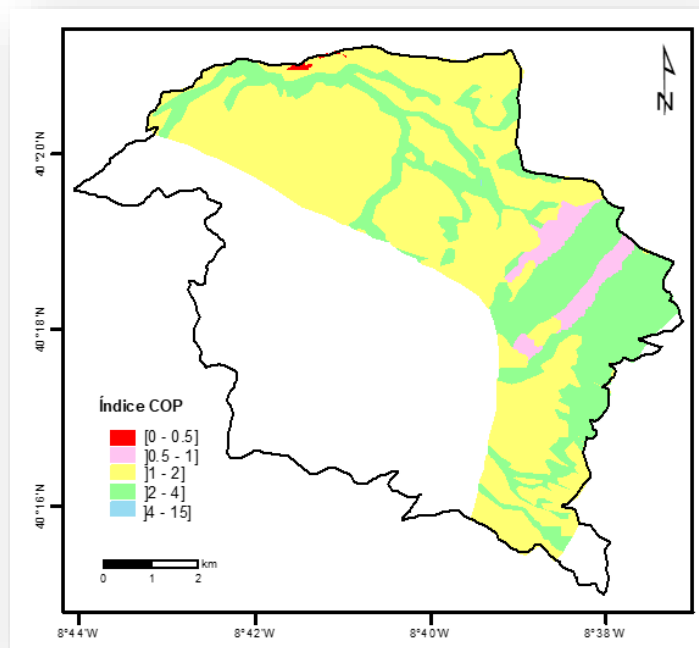 N
40°20'N
40°18'N
40°16'N
Índice COP
[0 - 0.5]
]0.5 - 1]
]1 - 2]
]2 - 4]
]4 - 15]
km
0 1 2
8°44'W 8°42'W 8°40'W 8°38'W